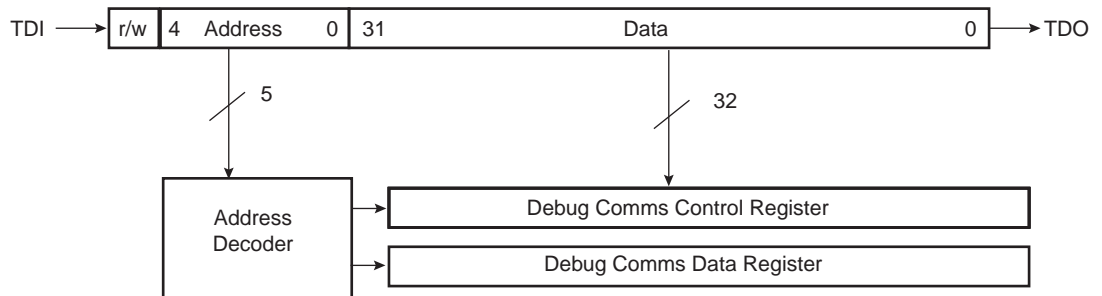 TDI r/w 4 Address 0 31 Data 0 TDO
5 32
Address
Decoder
Debug Comms Control Register
Debug Comms Data Register